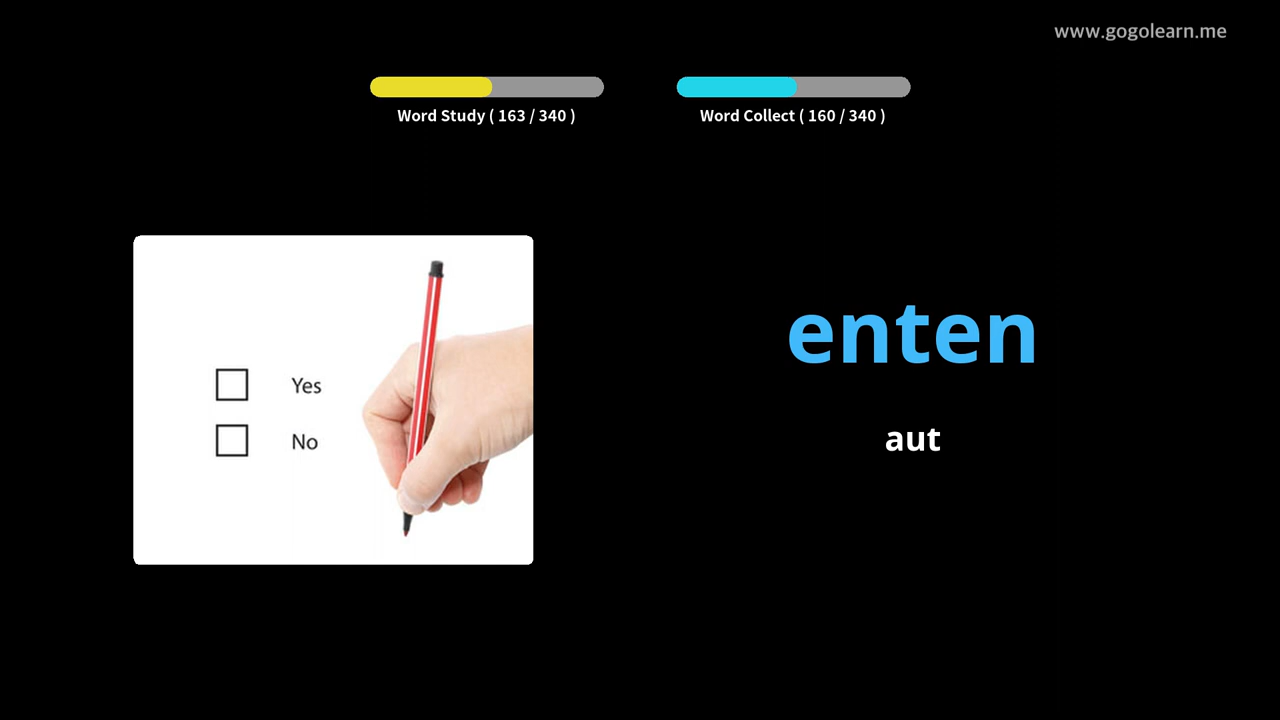 www.gogolearn.me
Word Study ( 163 / 340 )
Word Collect ( 160 / 340 )
Yes
No
enten
aut